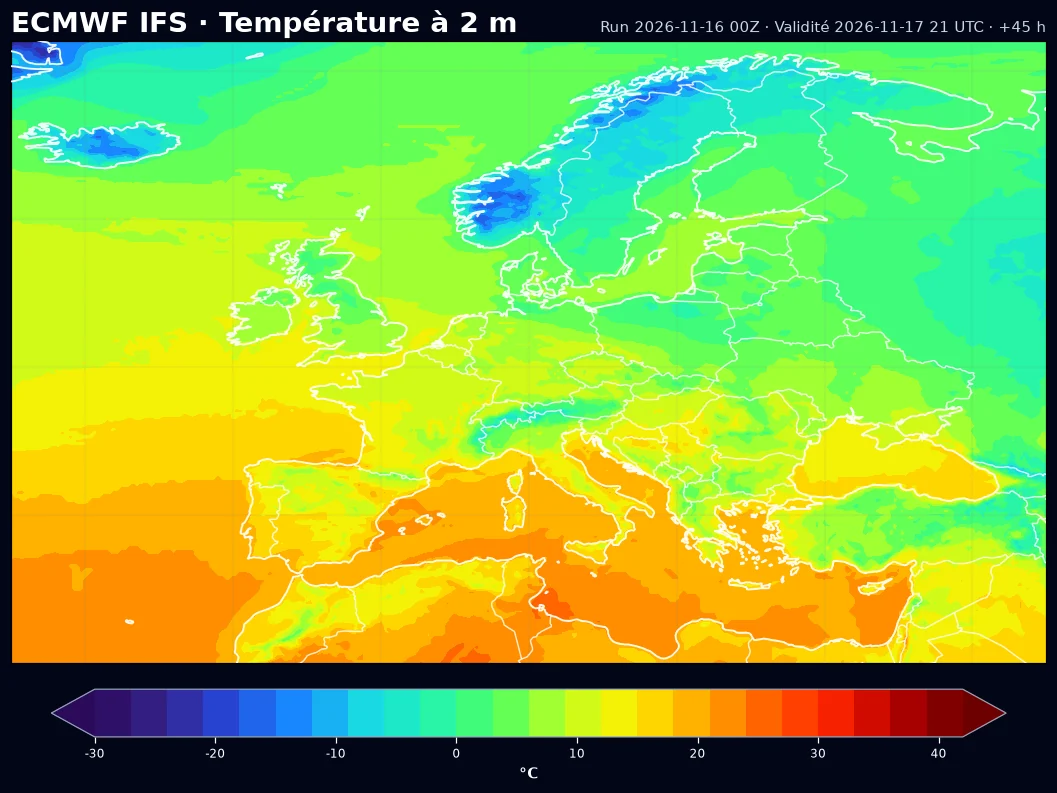 ECMWF IFS · Température à 2 m
Run 2026-11-16 00Z · Validité 2026-11-17 21 UTC · +45 h
-30 -20 -10 0 10 20 30 40
°C